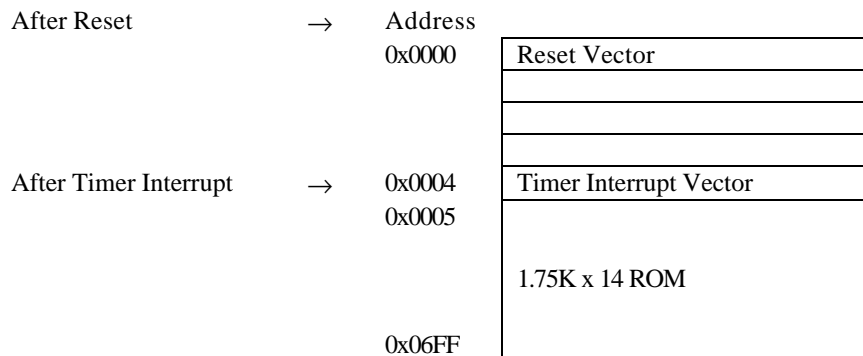 After Reset → Address
0x0000 Reset Vector
After Timer Interrupt → 0x0004 Timer Interrupt Vector
0x0005
1.75K x 14 ROM
0x06FF